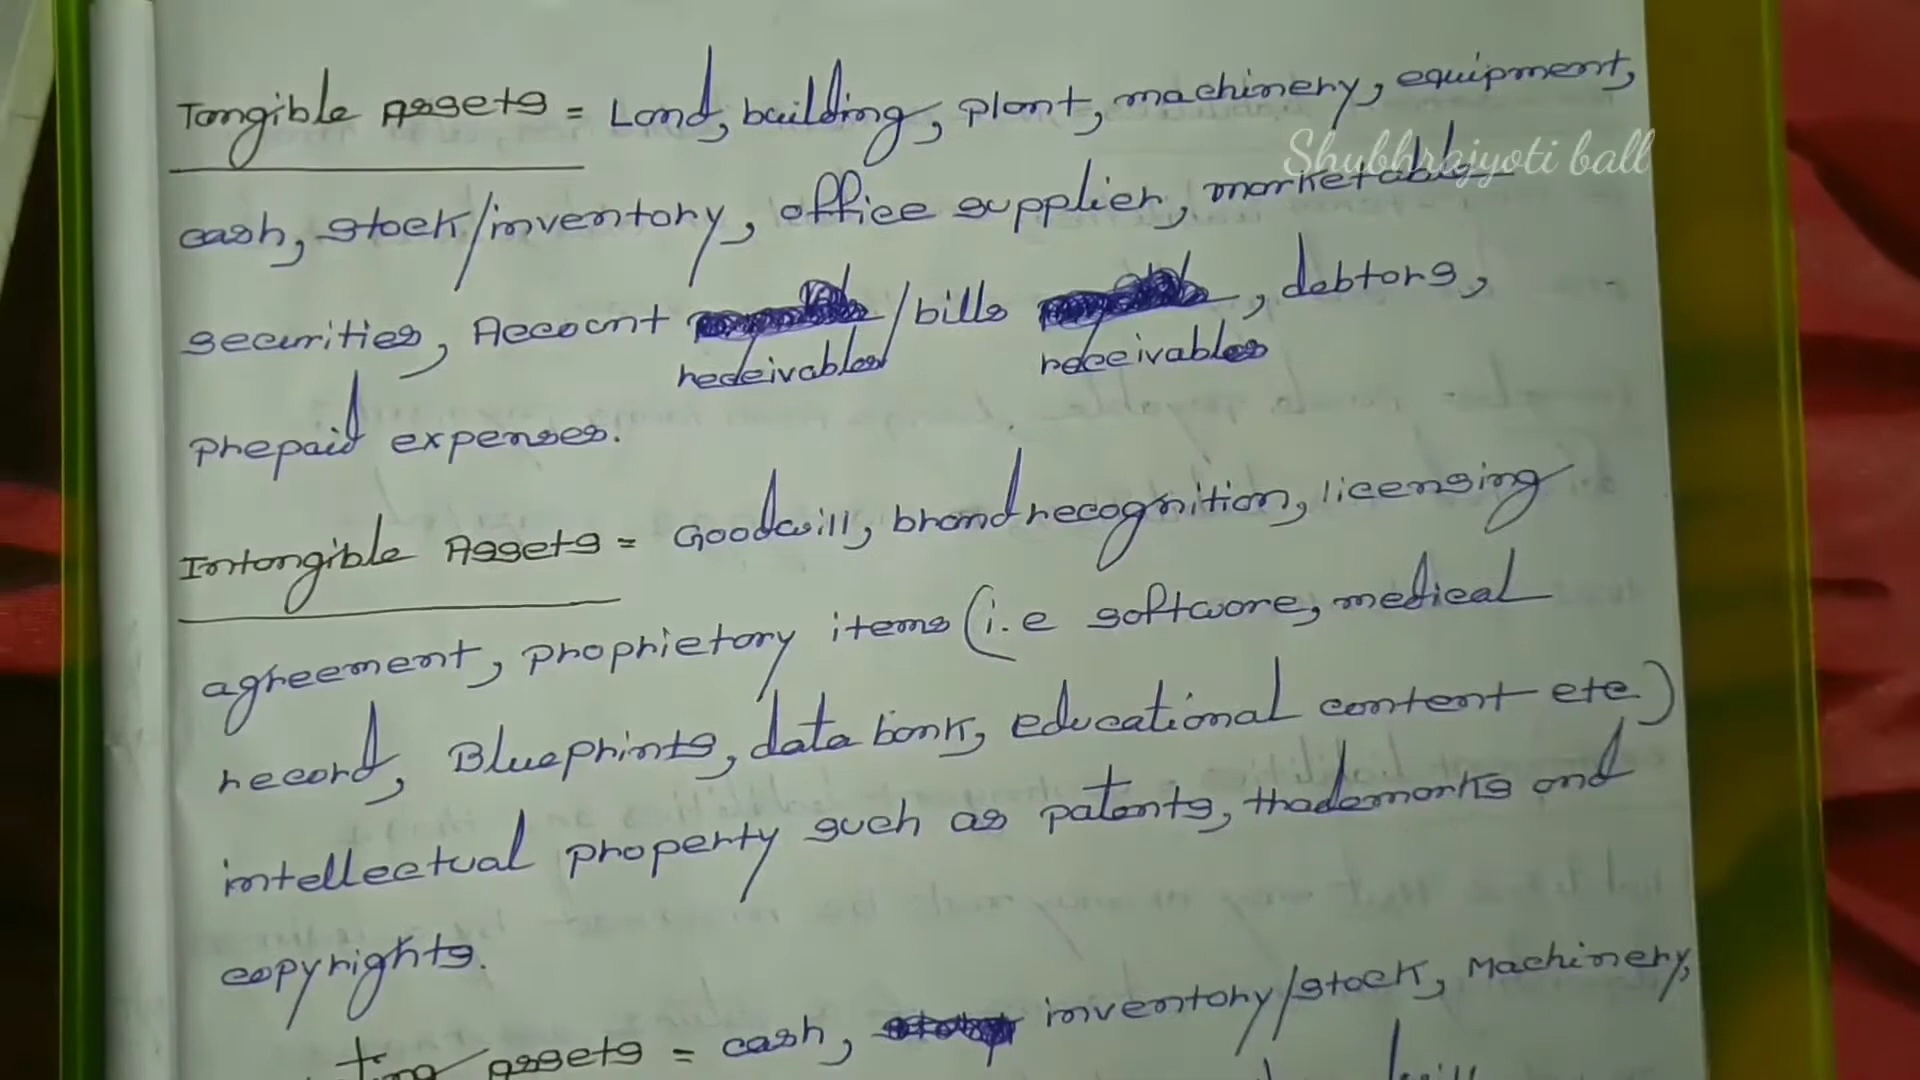 Tangible Assets = Land, building, plant, machinery, equipment,
Shubhrajyoti ball
cash, stock/inventory, office supplier, marketable
securities, Account /bills , debtors,
receivables receivables
prepaid expenses.
Intangible Assets = Goodwill, brand recognition, licensing
agreement, proprietory items (i.e software, medical
record, Blueprints, data bank, educational content etc)
intellectual property such as patents, trademarks and
copyrights.
Assets = cash, inventory/stock, Machinery,